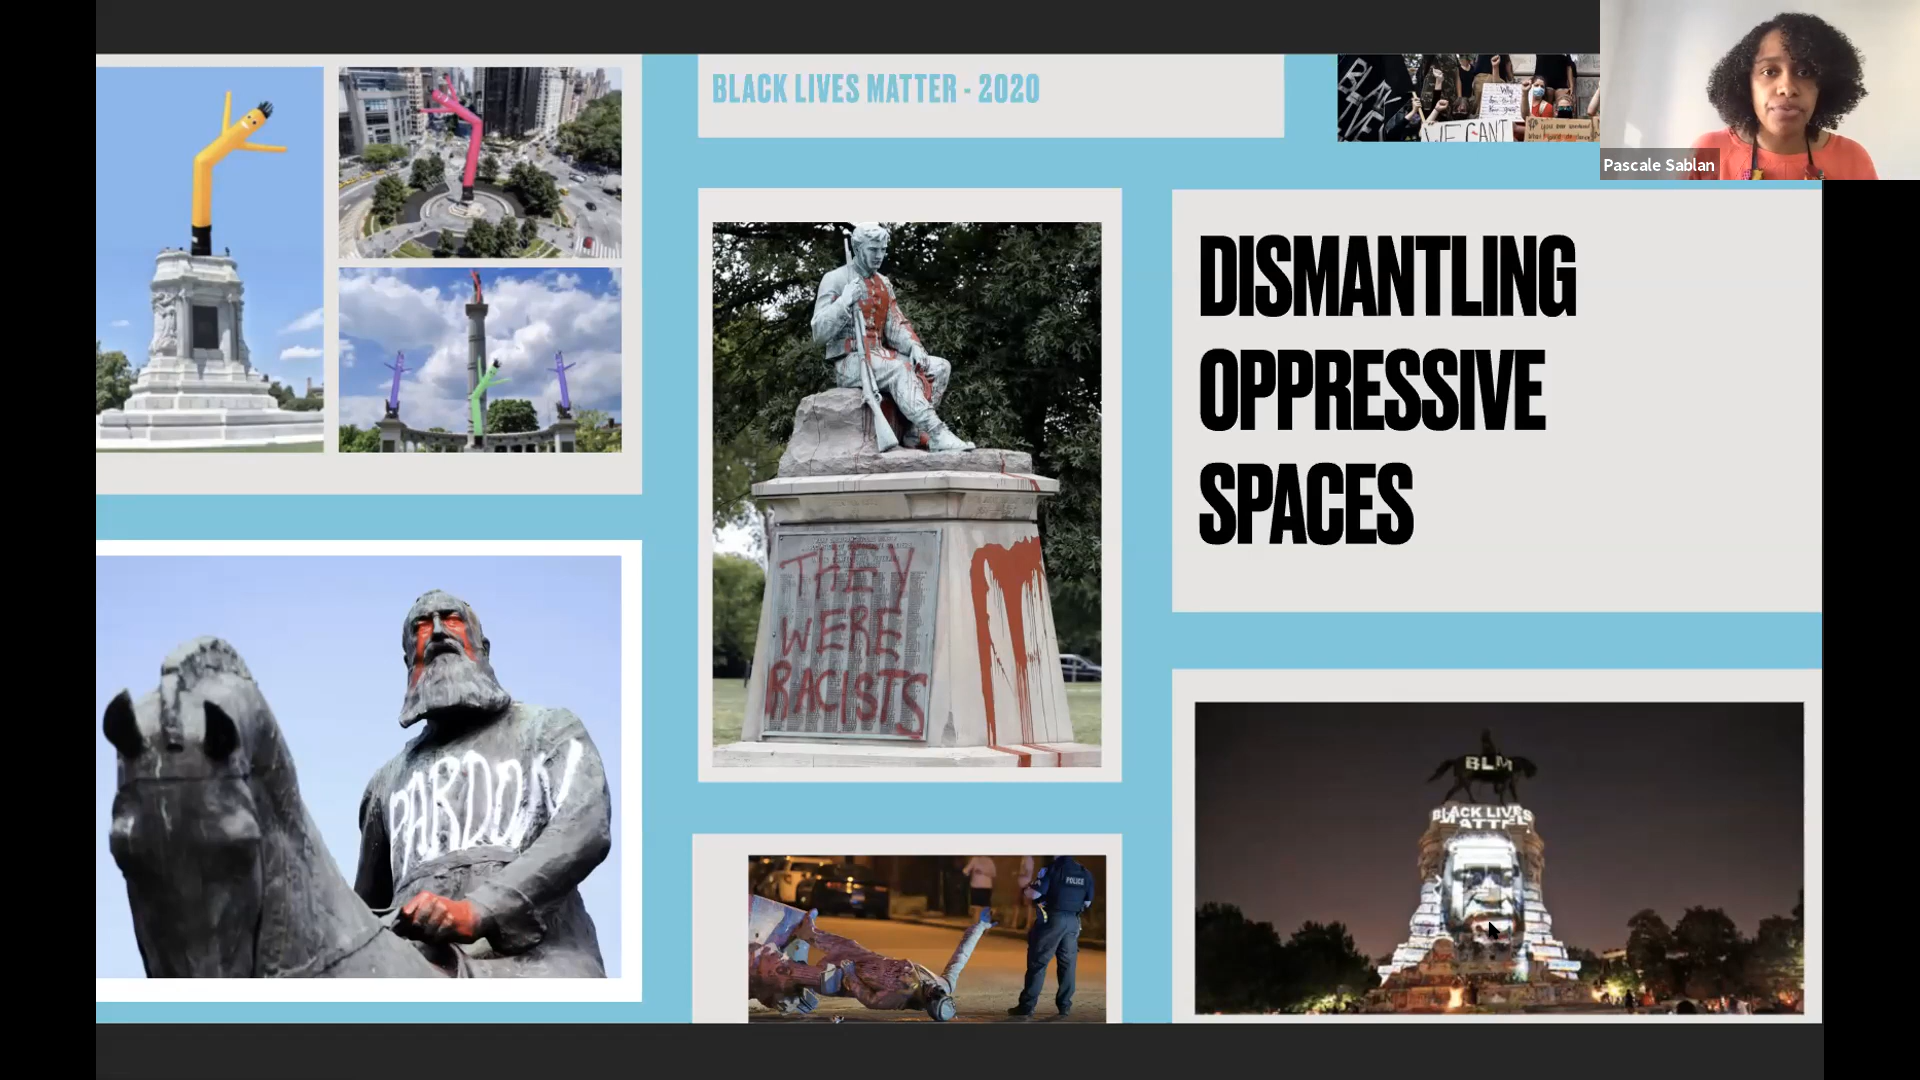 BLACK LIVES MATTER - 2020
WE CAN'T
Pascale Sablan
DISMANTLING
OPPRESSIVE
SPACES
THEY
WERE
RACISTS
PARDON
POLICE
BLM
BLACK LIVES
MATTER